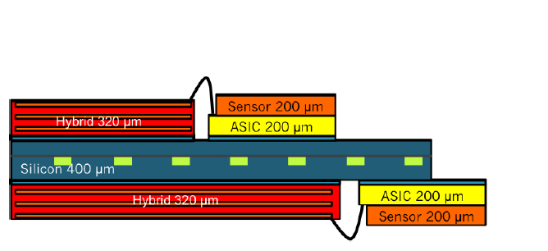 Sensor 200 µm
Hybrid 320 µm
ASIC 200 µm
Silicon 400 µm
ASIC 200 µm
Hybrid 320 µm
Sensor 200 µm